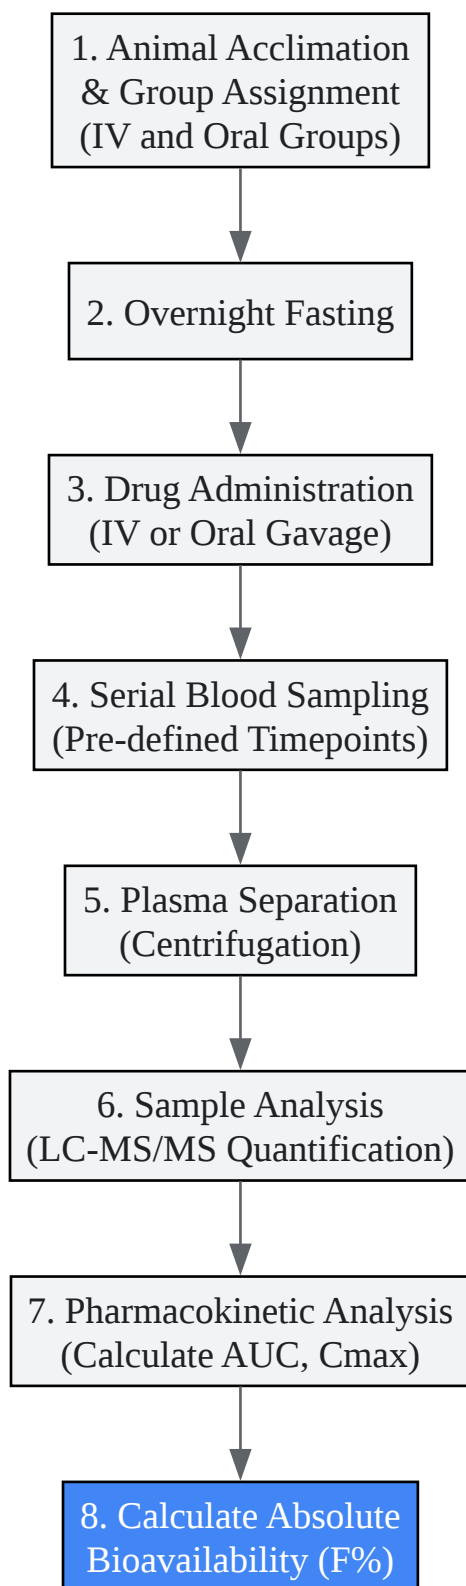 1. Animal Acclimation
& Group Assignment
(IV and Oral Groups)
2. Overnight Fasting
3. Drug Administration
(IV or Oral Gavage)
4. Serial Blood Sampling
(Pre-defined Timepoints)
5. Plasma Separation
(Centrifugation)
6. Sample Analysis
(LC-MS/MS Quantification)
7. Pharmacokinetic Analysis
(Calculate AUC, Cmax)
8. Calculate Absolute
Bioavailability (F%)